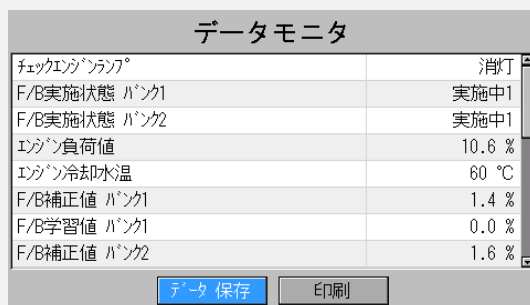 データモニタ
ﾁｪｯｸｴﾝｼﾞﾝﾗﾝﾌﾟ 消灯
F/B実施状態 ﾊﾞﾝｸ1 実施中1
F/B実施状態 ﾊﾞﾝｸ2 実施中1
ｴﾝｼﾞﾝ負荷値 10.6 %
ｴﾝｼﾞﾝ冷却水温 60 ℃
F/B補正値 ﾊﾞﾝｸ1 1.4 %
F/B学習値 ﾊﾞﾝｸ1 0.0 %
F/B補正値 ﾊﾞﾝｸ2 1.6 %
ﾃﾞｰﾀ 保存 印刷